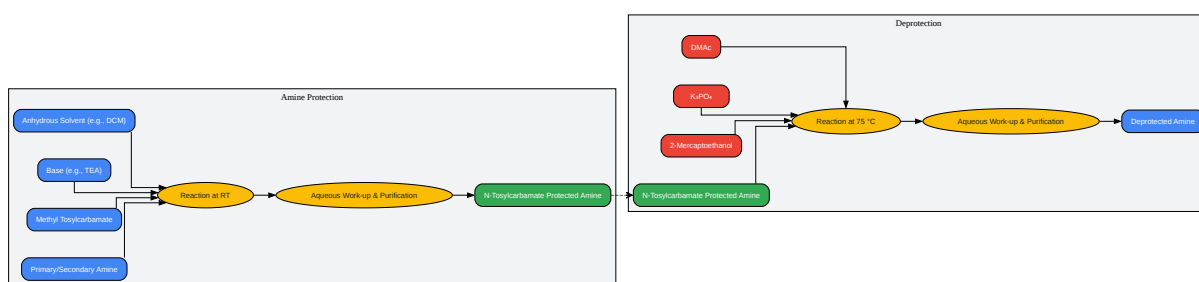 Amine Protection
Anhydrous Solvent (e.g., DCM)
Base (e.g., TEA)
Methyl Tosylcarbamate
Primary/Secondary Amine
Reaction at RT
Aqueous Work-up & Purification
N-Tosylcarbamate Protected Amine
Deprotection
DMAc
K₃PO₄
2-Mercaptoethanol
N-Tosylcarbamate Protected Amine
Reaction at 75 °C
Aqueous Work-up & Purification
Deprotected Amine